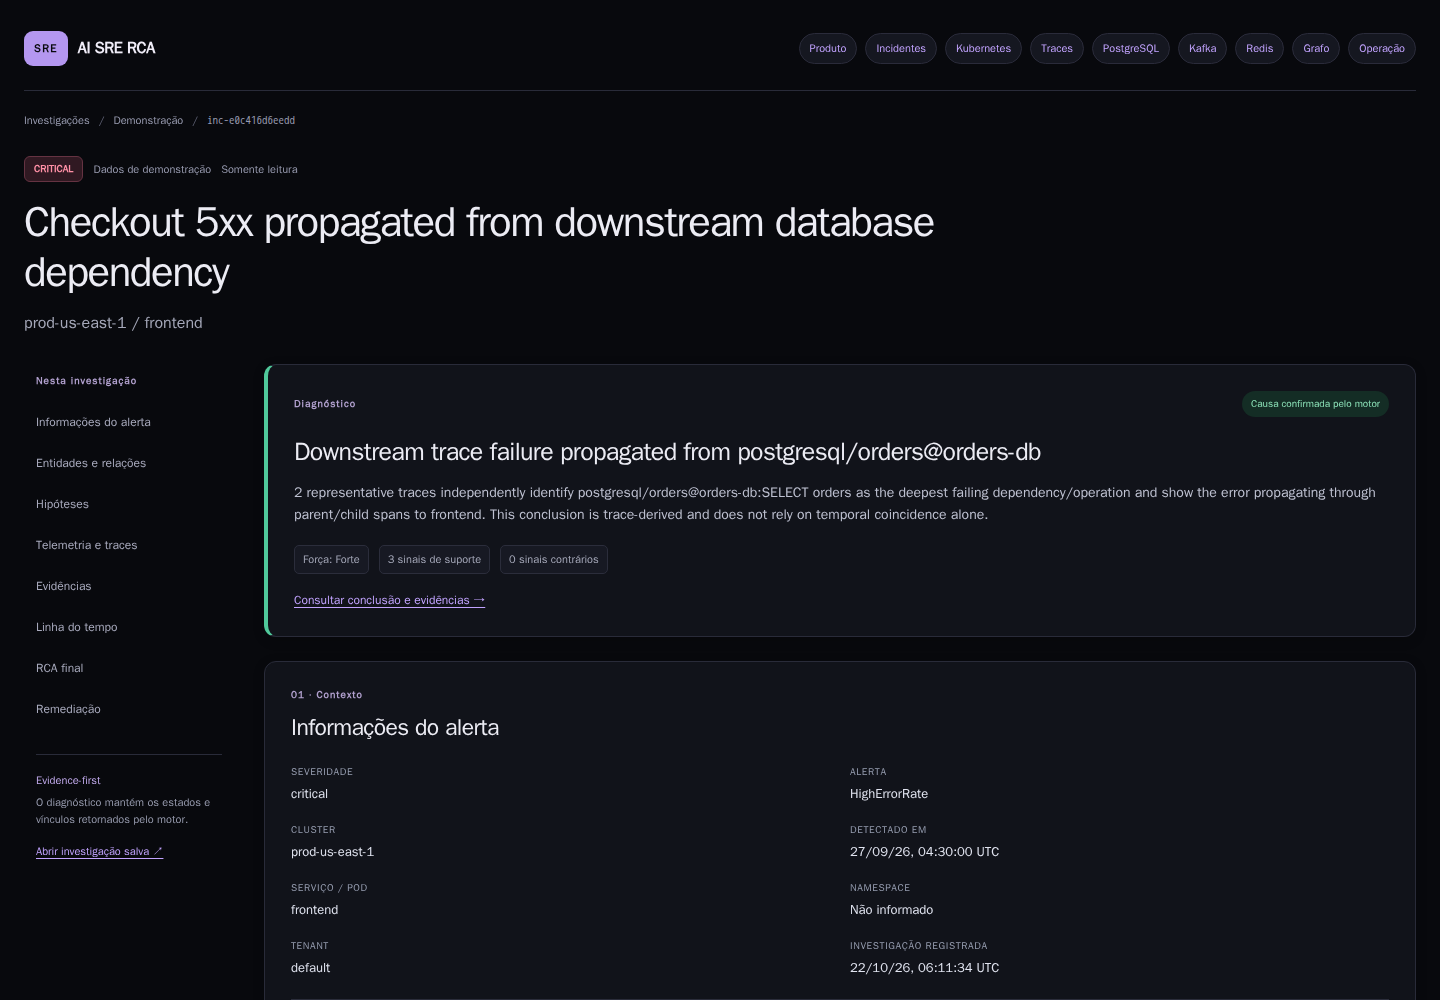 SRE AI SRE RCA
Produto Incidentes Kubernetes Traces PostgreSQL Kafka Redis Grafo Operação
Investigações / Demonstração / inc-e0c416d6eedd
CRITICAL Dados de demonstração Somente leitura
Checkout 5xx propagated from downstream database
dependency
prod-us-east-1 / frontend
Nesta investigação
Informações do alerta
Entidades e relações
Hipóteses
Telemetria e traces
Evidências
Linha do tempo
RCA final
Remediação
Evidence-first
O diagnóstico mantém os estados e
vínculos retornados pelo motor.
Abrir investigação salva ↗
Diagnóstico
Causa confirmada pelo motor
Downstream trace failure propagated from postgresql/orders@orders-db
2 representative traces independently identify postgresql/orders@orders-db:SELECT orders as the deepest failing dependency/operation and show the error propagating through
parent/child spans to frontend. This conclusion is trace-derived and does not rely on temporal coincidence alone.
Força: Forte 3 sinais de suporte 0 sinais contrários
Consultar conclusão e evidências →
01 · Contexto
Informações do alerta
SEVERIDADE
critical
ALERTA
HighErrorRate
CLUSTER
prod-us-east-1
DETECTADO EM
27/09/26, 04:30:00 UTC
SERVIÇO / POD
frontend
NAMESPACE
Não informado
TENANT
default
INVESTIGAÇÃO REGISTRADA
22/10/26, 06:11:34 UTC